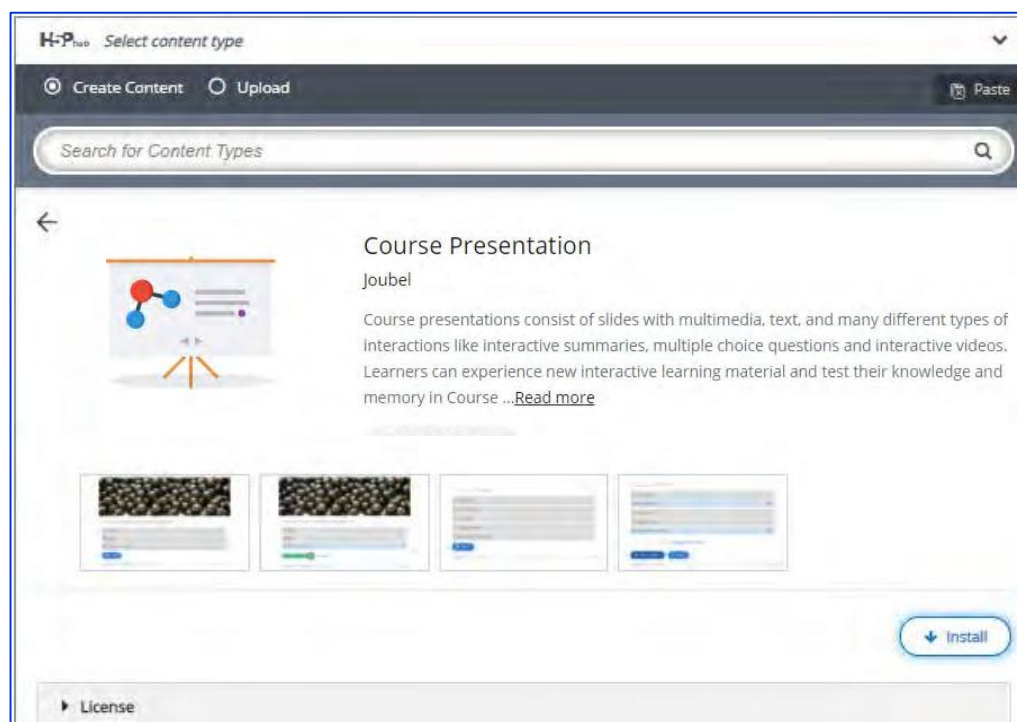 H5P hub Select content type
Create Content Upload
Paste
Search for Content Types
Course Presentation
Joubel
Course presentations consist of slides with multimedia, text, and many different types of
interactions like interactive summaries, multiple choice questions and interactive videos.
Learners can experience new interactive learning material and test their knowledge and
memory in Course ...Read more
Install
License